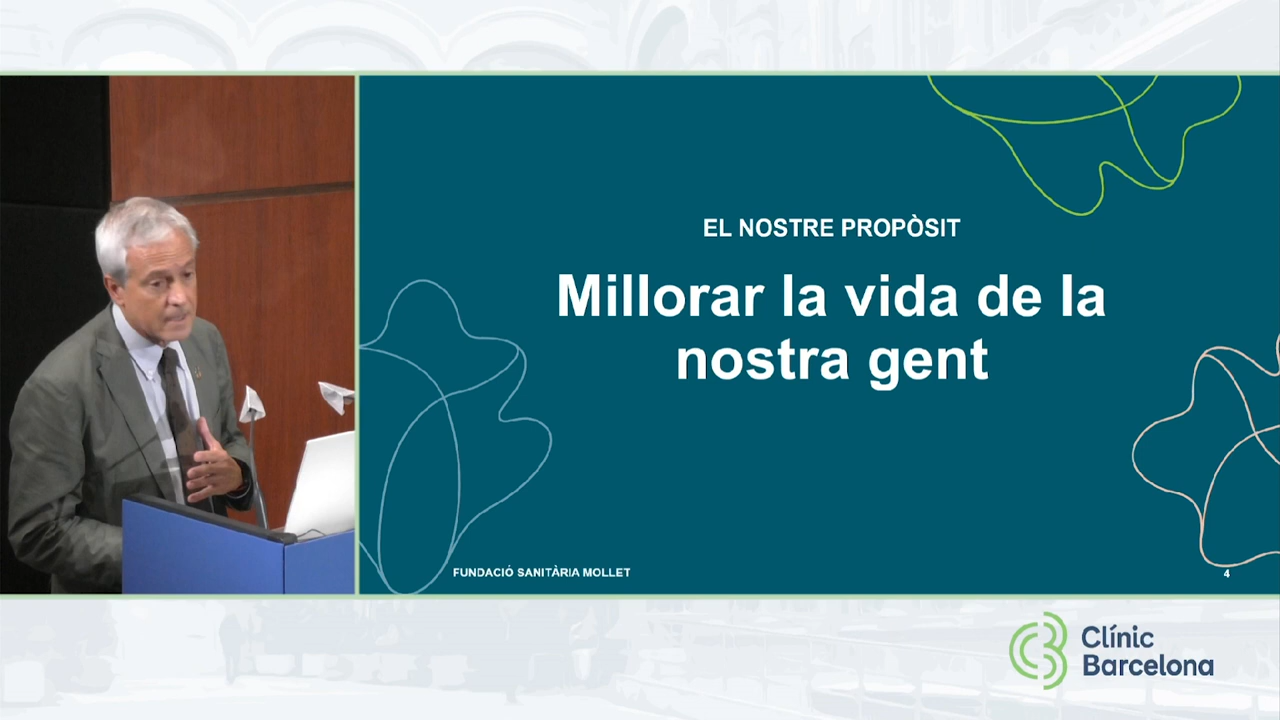 EL NOSTRE PROPÒSIT
Millorar la vida de la
nostra gent
FUNDACIÓ SANITÀRIA MOLLET
4
Clínic
Barcelona